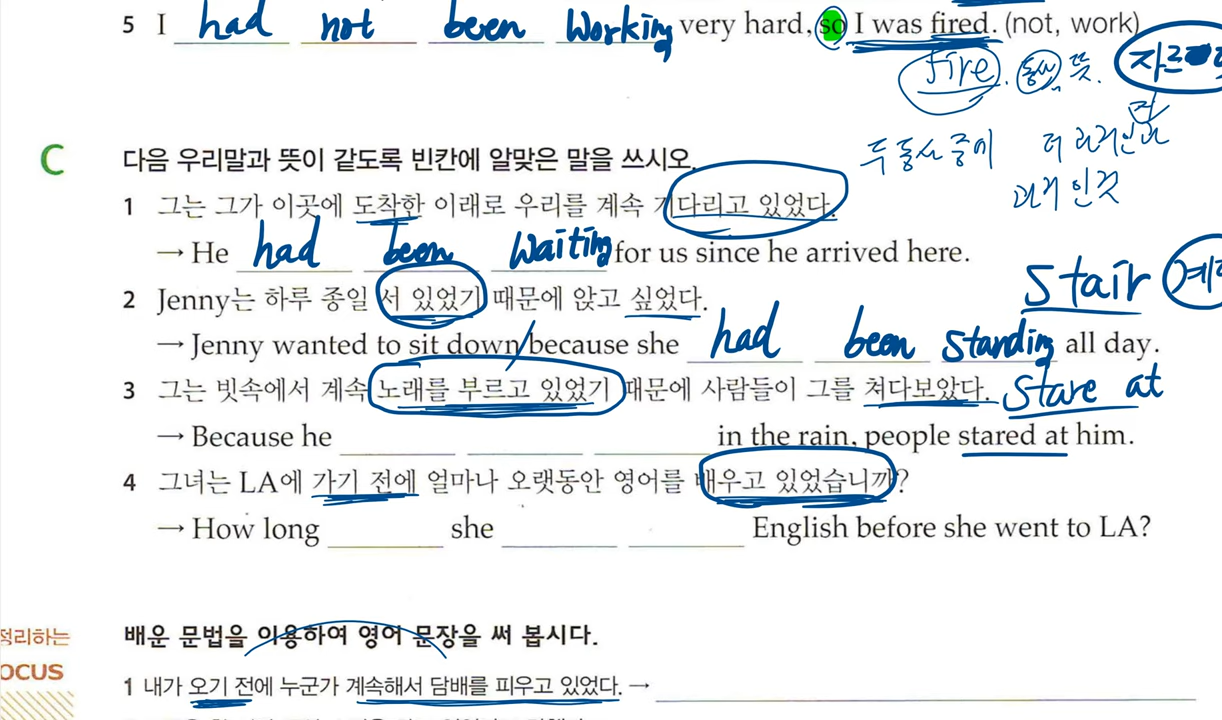 5 I had not been working very hard, so I was fired. (not, work)
fire. 동사 뜻.
두 동사 중에 더
과거인것
C 다음 우리말과 뜻이 같도록 빈칸에 알맞은 말을 쓰시오.
1 그는 그가 이곳에 도착한 이래로 우리를 계속 기다리고 있었다.
→ He had been waiting for us since he arrived here.
stair
2 Jenny는 하루 종일 서 있었기 때문에 앉고 싶었다.
→ Jenny wanted to sit down because she had been standing all day.
3 그는 빗속에서 계속 노래를 부르고 있었기 때문에 사람들이 그를 쳐다보았다. stare at
→ Because he in the rain, people stared at him.
4 그녀는 LA에 가기 전에 얼마나 오랫동안 영어를 배우고 있었습니까?
→ How long she English before she went to LA?
정리하는
OCUS
배운 문법을 이용하여 영어 문장을 써 봅시다.
1 내가 오기 전에 누군가 계속해서 담배를 피우고 있었다. →